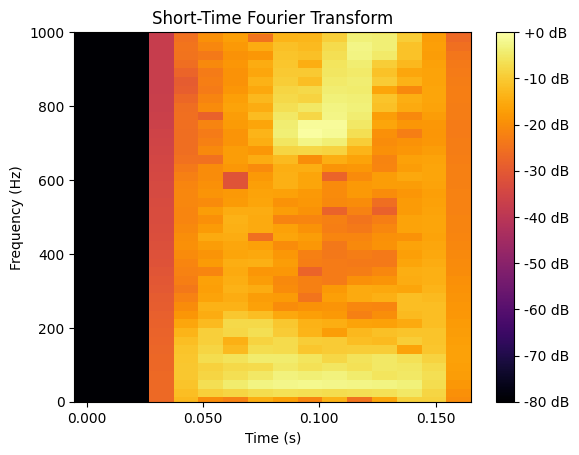 Short-Time Fourier Transform
1000
800
600
400
200
0
Frequency (Hz)
0.000
0.050
0.100
0.150
Time (s)
+0 dB
-10 dB
-20 dB
-30 dB
-40 dB
-50 dB
-60 dB
-70 dB
-80 dB